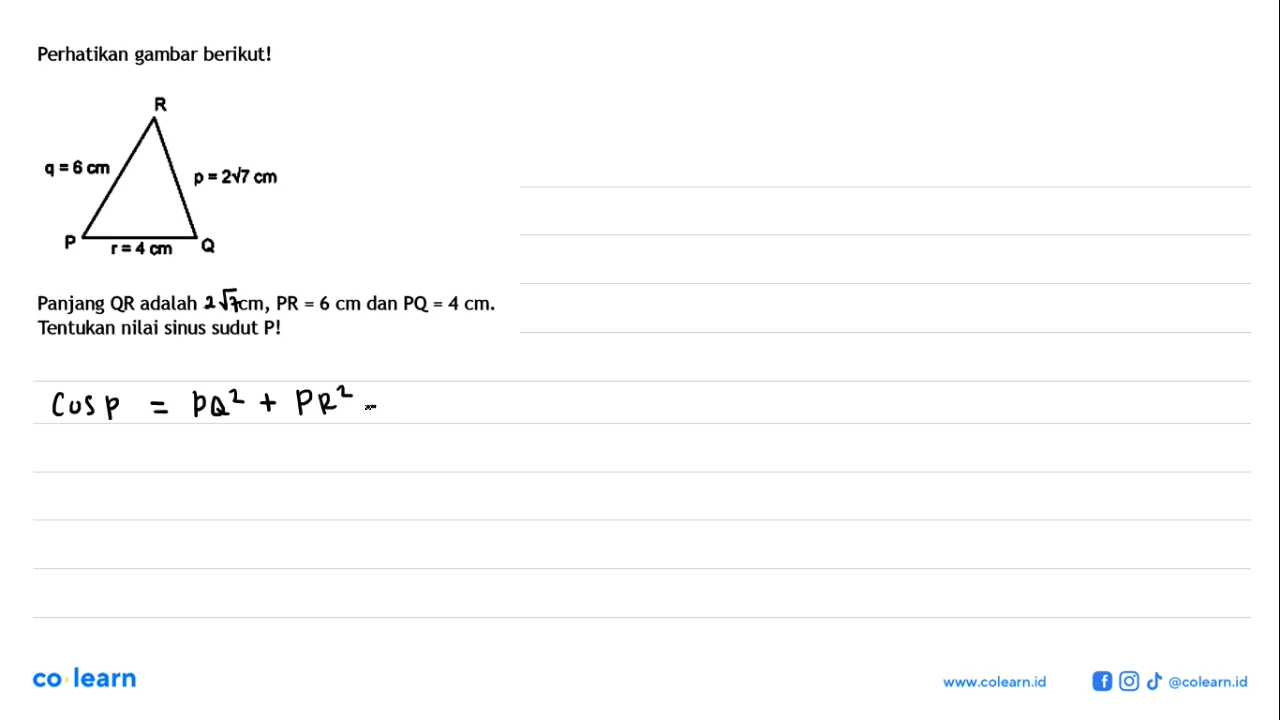 Perhatikan gambar berikut!
R
q = 6 cm
p = 2√7 cm
P
r = 4 cm
Q
Panjang QR adalah 2√7cm, PR = 6 cm dan PQ = 4 cm.
Tentukan nilai sinus sudut P!
Cos P = PQ² + PR² -
co learn
www.colearn.id
@colearn.id